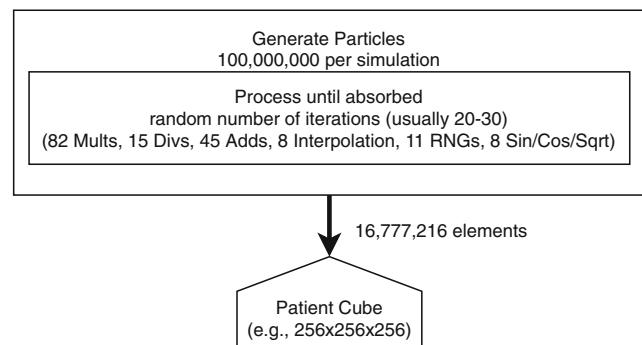 Generate Particles
100,000,000 per simulation
Process until absorbed
random number of iterations (usually 20-30)
(82 Mults, 15 Divs, 45 Adds, 8 Interpolation, 11 RNGs, 8 Sin/Cos/Sqrt)
16,777,216 elements
Patient Cube
(e.g., 256x256x256)